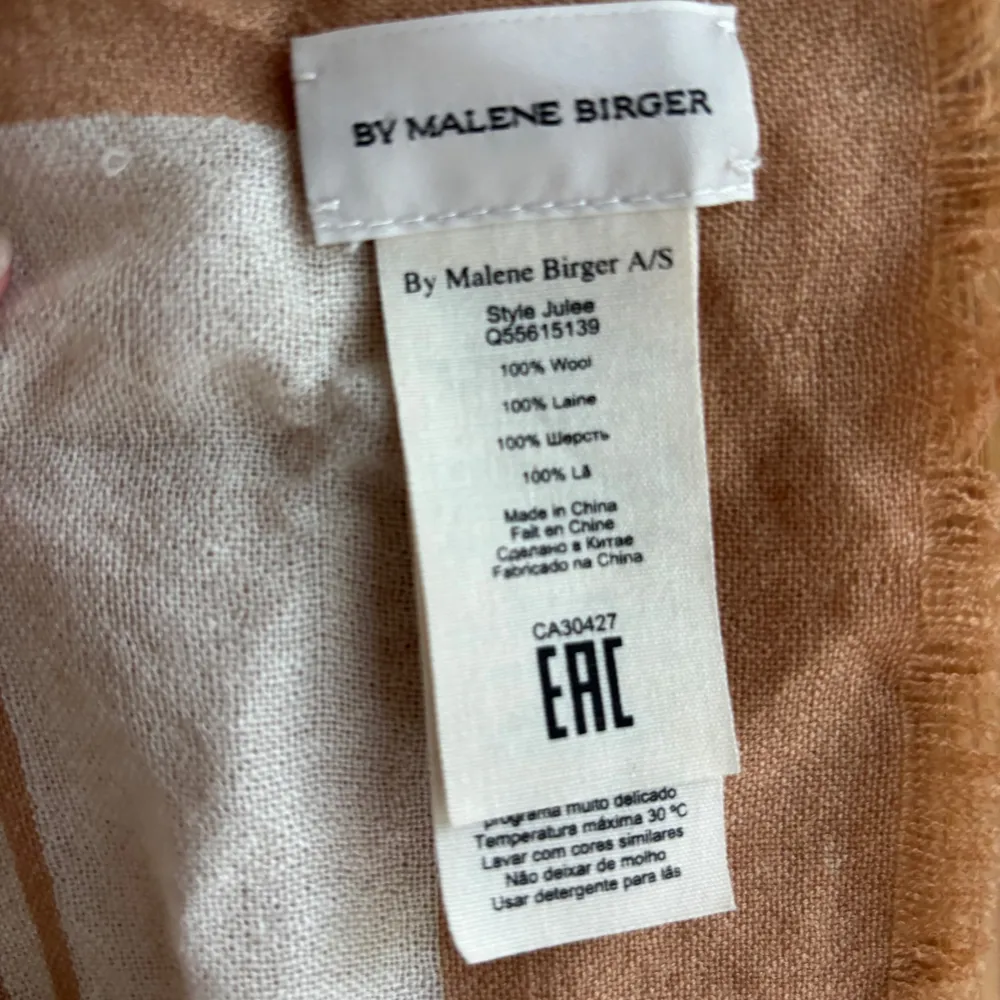 BY MALENE BIRGER
By Malene Birger A/S
Style Julee
Q55615139
100% Wool
100% Laine
100% Шерсть
100% Lã
Made in China
Fait en Chine
Сделано в Китае
Fabricado na China
CA30427
EAC
programa muito delicado
Temperatura máxima 30 ºC
Lavar com cores similares
Não deixar de molho
Usar detergente para lãs